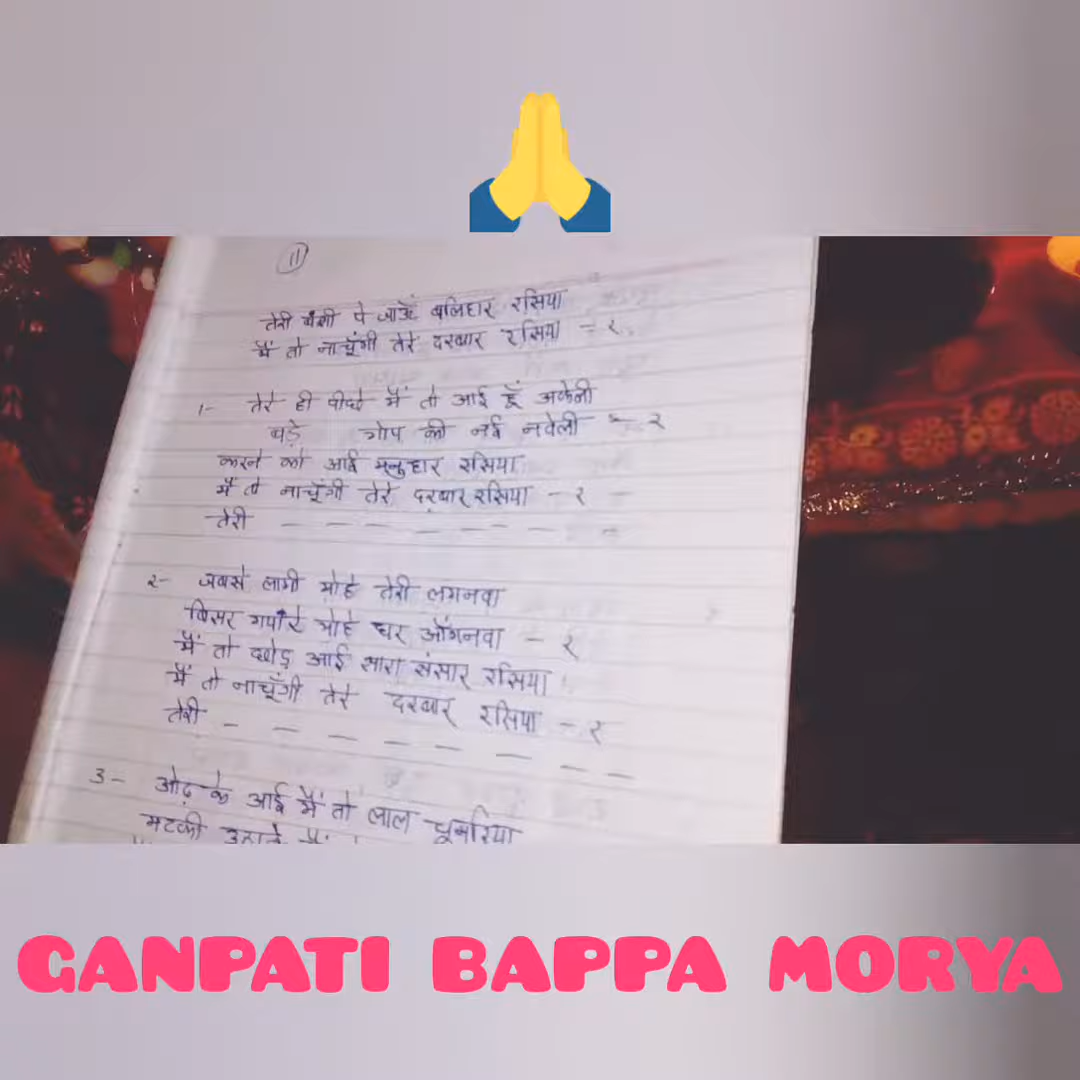 11
तेरी बंसी पे जाऊँ बलिहार रसिया
मैं तो नाचूंगी तेरे दरबार रसिया - २
१- तेरे ही पीछे मैं तो आई हूँ अकेली
बड़े गोप की नई नवेली - २
करने को आई मनुहार रसिया
मैं तो नाचूँगी तेरे दरबार रसिया - २ -
तेरी - - - - - - -
२- जबसे लागी मोहे तेरी लगनवा
बिसर गयो रे मोहे घर आँगनवा - २
मैं तो छोड़ आई सारा संसार रसिया
मैं तो नाचूँगी तेरे दरबार रसिया - २
तेरी - - - - - - - -
3- ओढ़ के आई मैं तो लाल चूनरिया
मटकी उठाके मैं
GANPATI BAPPA MORYA